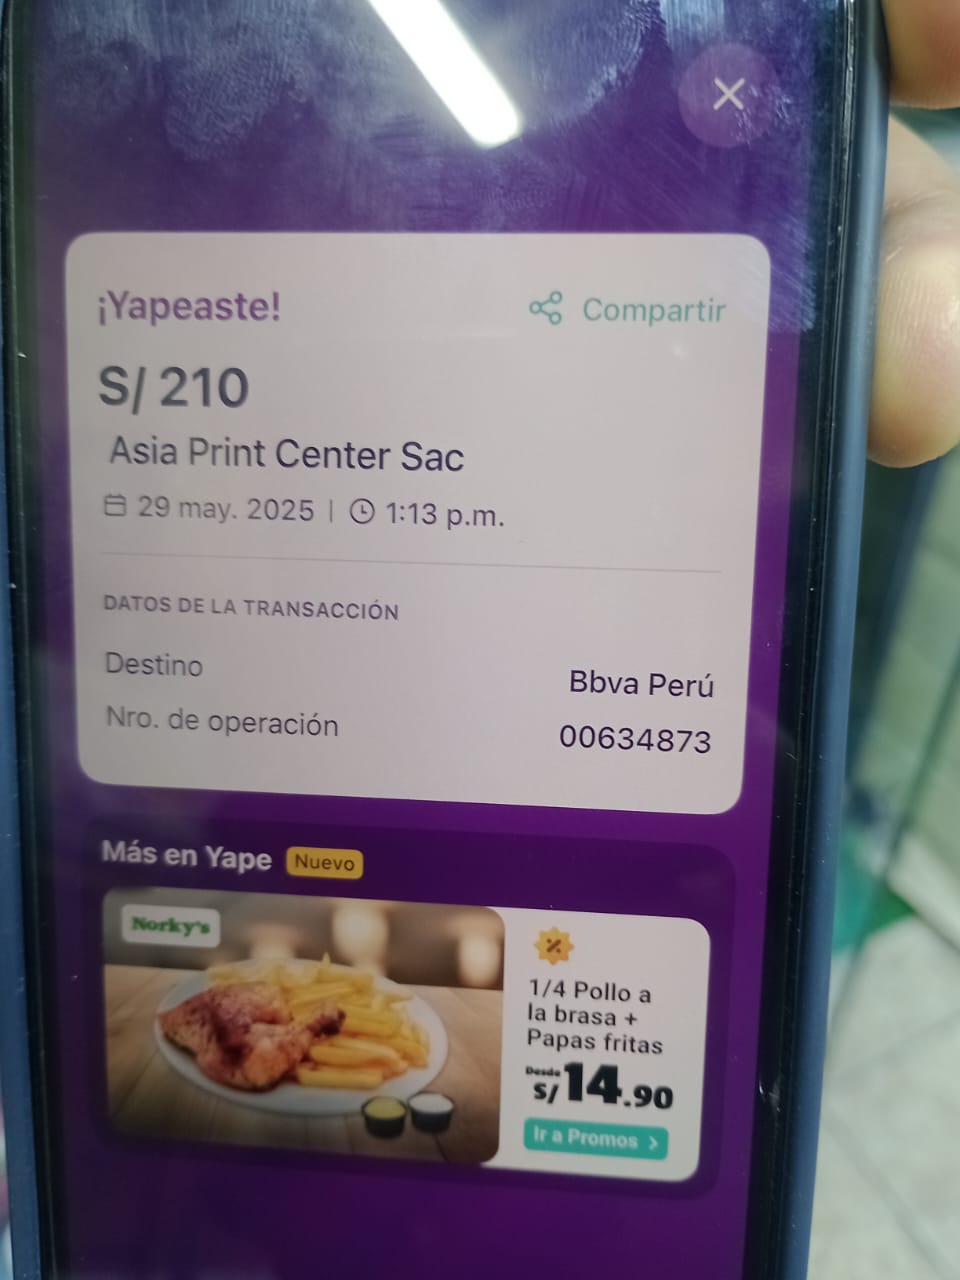 ¡Yapeaste!
Compartir
S/ 210
Asia Print Center Sac
29 may. 2025 | 1:13 p.m.
DATOS DE LA TRANSACCIÓN
Destino Bbva Perú
Nro. de operación 00634873
Más en Yape Nuevo
Norky's
1/4 Pollo a
la brasa +
Papas fritas
Desde
S/ 14.90
Ir a Promos >